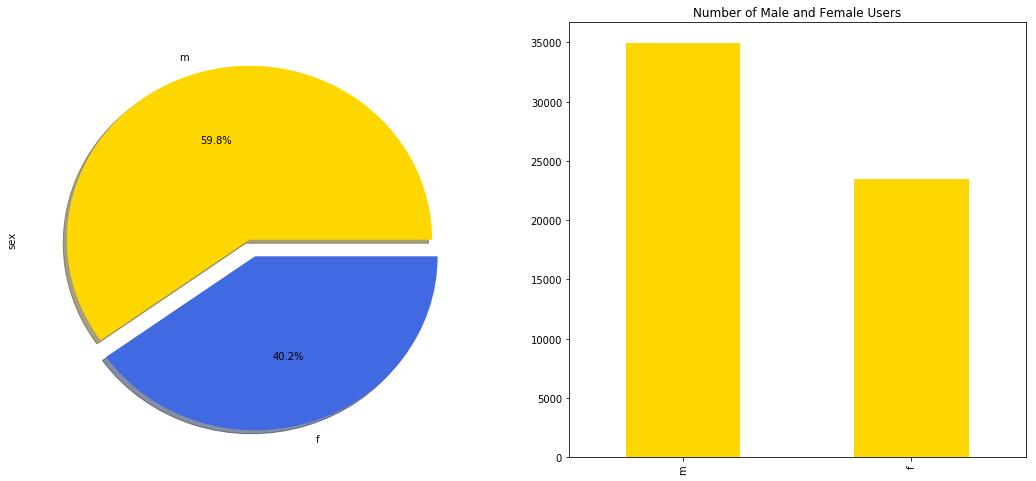 m
59.8%
sex
40.2%
f
Number of Male and Female Users
35000
30000
25000
20000
15000
10000
5000
0
m
f